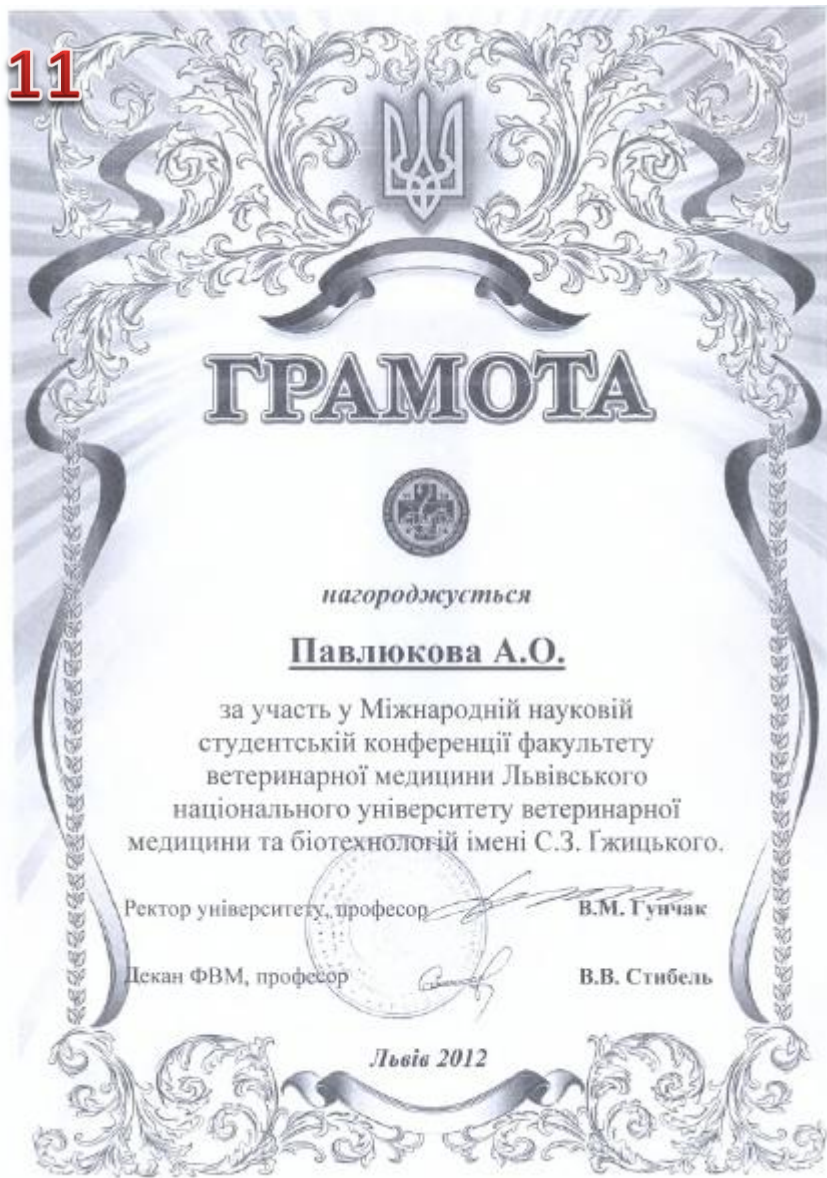 11
ГРАМОТА
нагороджується
Павлюкова А.О.
за участь у Міжнародній науковій
студентській конференції факультету
ветеринарної медицини Львівського
національного університету ветеринарної
медицини та біотехнологій імені С.З. Ґжицького.
Ректор університету, професор В.М. Гунчак
Декан ФВМ, професор В.В. Стибель
Львів 2012